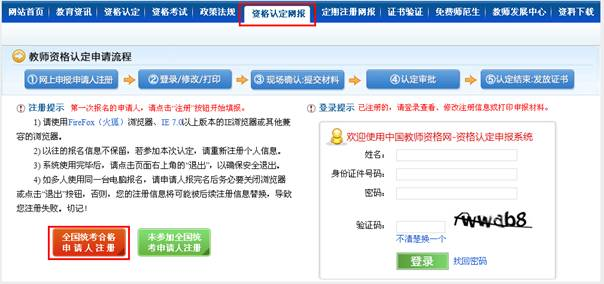 网站首页 教育资讯 资格认定 资格考试 政策法规 资格认定网报 定期注册网报 证书验证 免费师范生 教师发展中心 资料下载
教师资格认定申请流程
①网上申报申请人注册 ②登录/修改/打印 ③现场确认:提交材料 ④认定审批 ⑤认定结束:发放证书
注册提示 第一次报名的申请人，请点击“注册”按钮开始填报。
1) 请使用FireFox（火狐）浏览器、IE 7.0以上版本的IE浏览器或其他兼
容的浏览器。
2) 以往的报名信息不保留，若参加本次认定，请重新注册个人信息。
3) 系统使用完毕后，请点击页面右上角的“退出”，以确保安全退出。
4) 如多人使用同一台电脑报名，请申请人报完名后务必要关闭浏览器
或点击“退出”按钮，否则，您的注册信息将可能被后续注册信息替换，导致
您注册失败。切记！
全国统考合格
申请人注册
未参加全国统
考申请人注册
登录提示 已注册的，请登录查看、修改注册信息或打印申报材料。
欢迎使用中国教师资格网-资格认定申报系统
姓名：
身份证件号码：
密码：
验证码：
wwab8
不清楚换一个
登录 找回密码